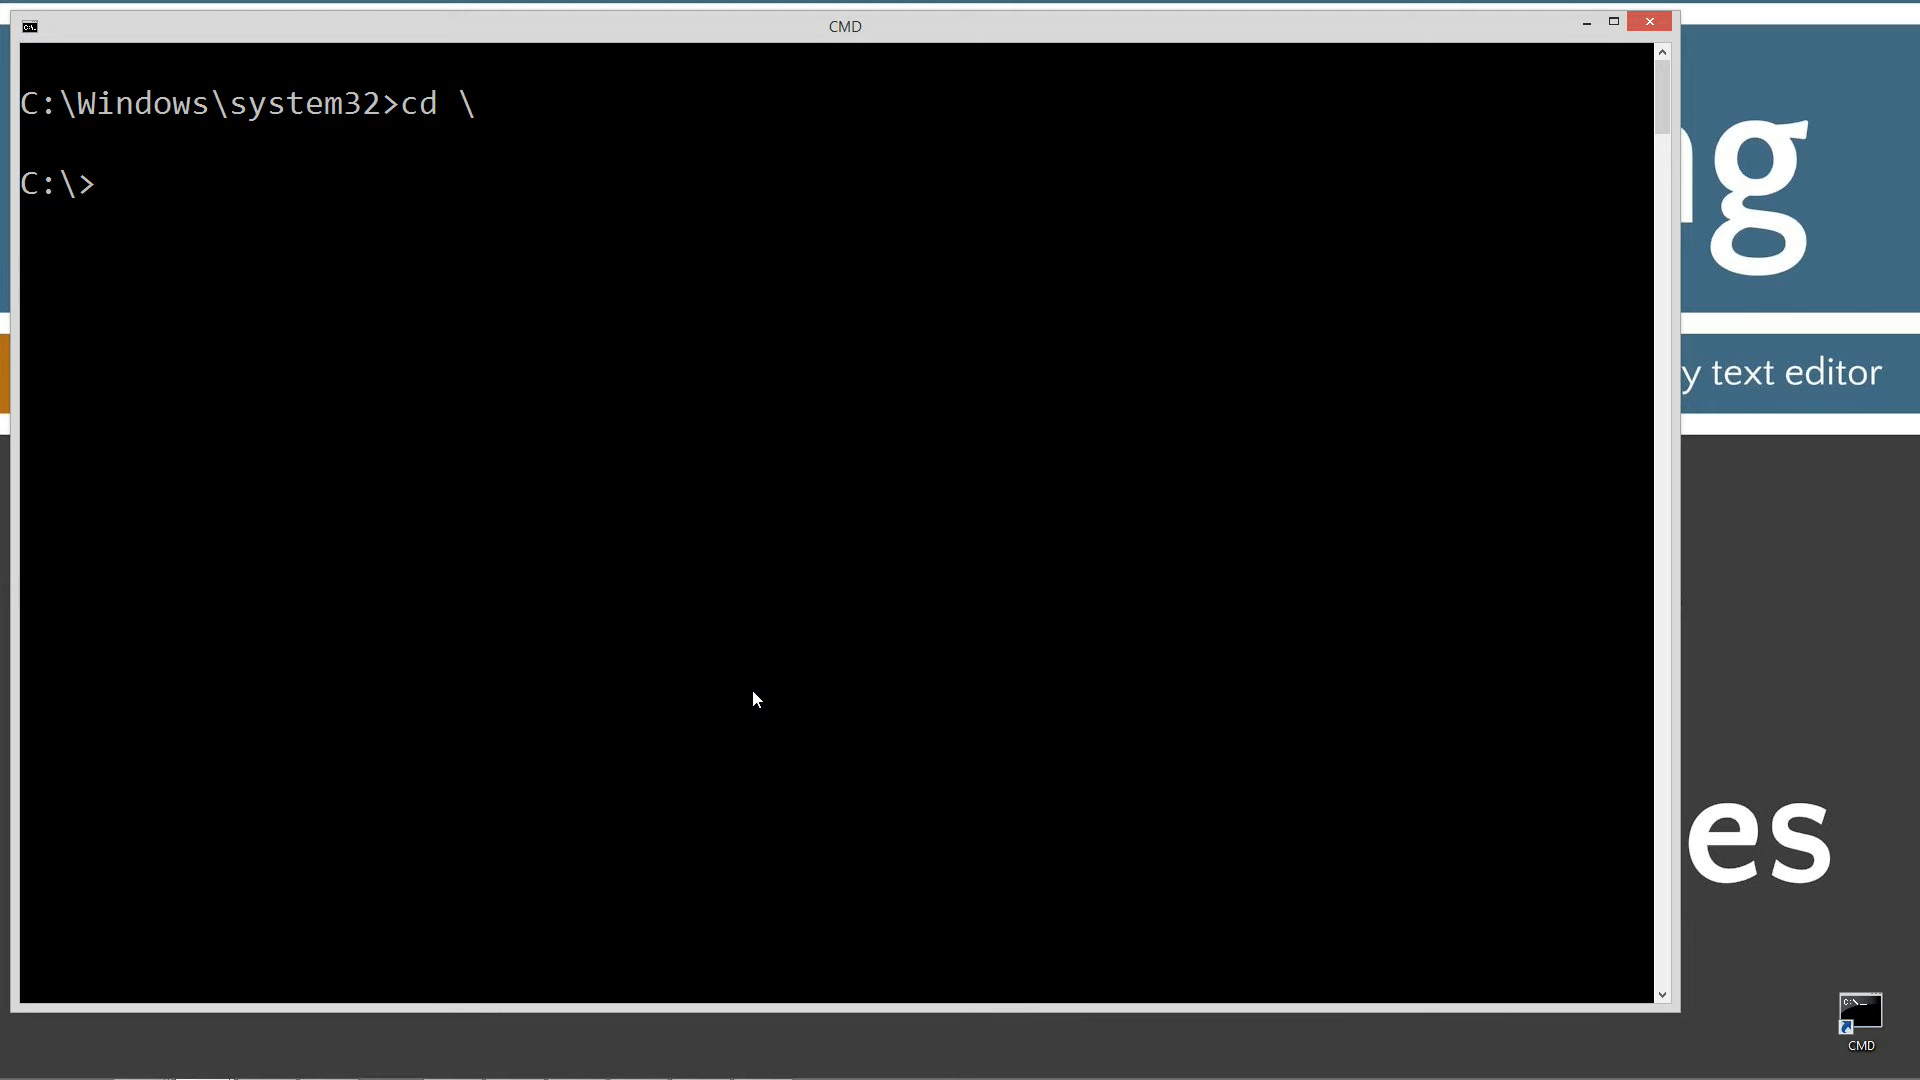 CMD
C:\Windows\system32>cd \
C:\>
g
y text editor
es
CMD